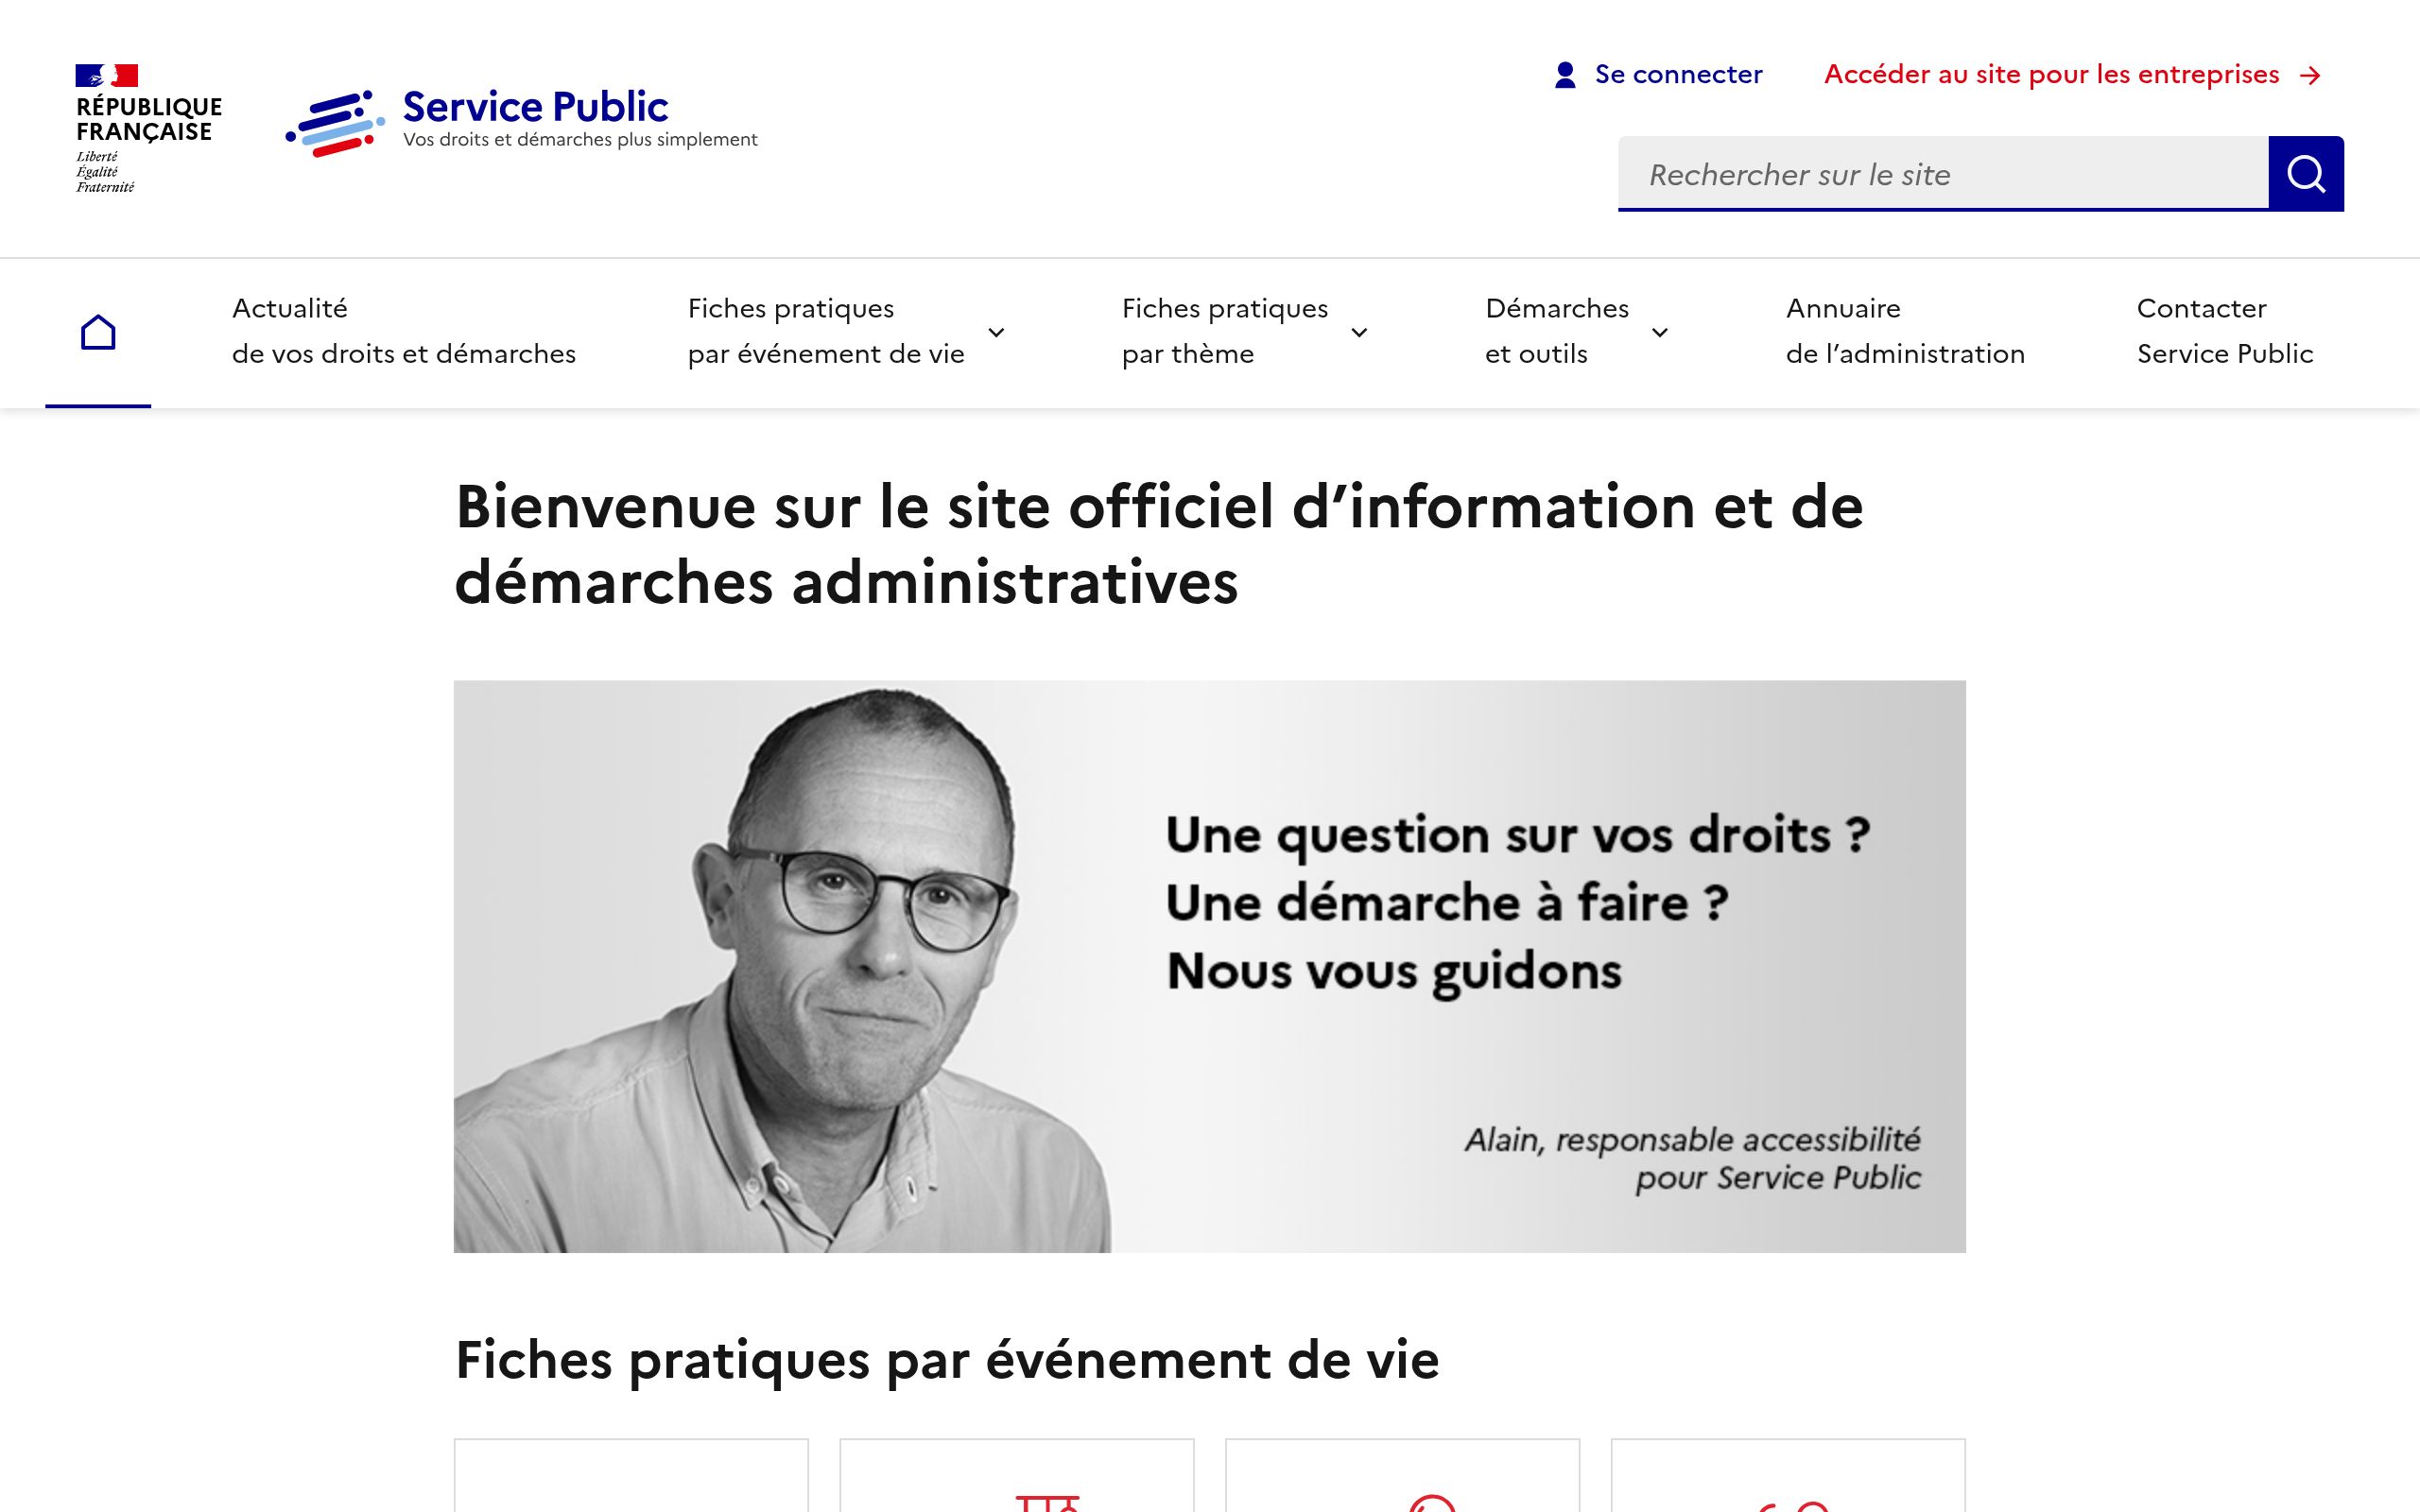 RÉPUBLIQUE
FRANÇAISE
Liberté
Égalité
Fraternité
Service Public
Vos droits et démarches plus simplement
Se connecter
Accéder au site pour les entreprises
Rechercher sur le site
Actualité
de vos droits et démarches
Fiches pratiques
par événement de vie
Fiches pratiques
par thème
Démarches
et outils
Annuaire
de l’administration
Contacter
Service Public
Bienvenue sur le site officiel d’information et de
démarches administratives
Une question sur vos droits ?
Une démarche à faire ?
Nous vous guidons
Alain, responsable accessibilité
pour Service Public
Fiches pratiques par événement de vie